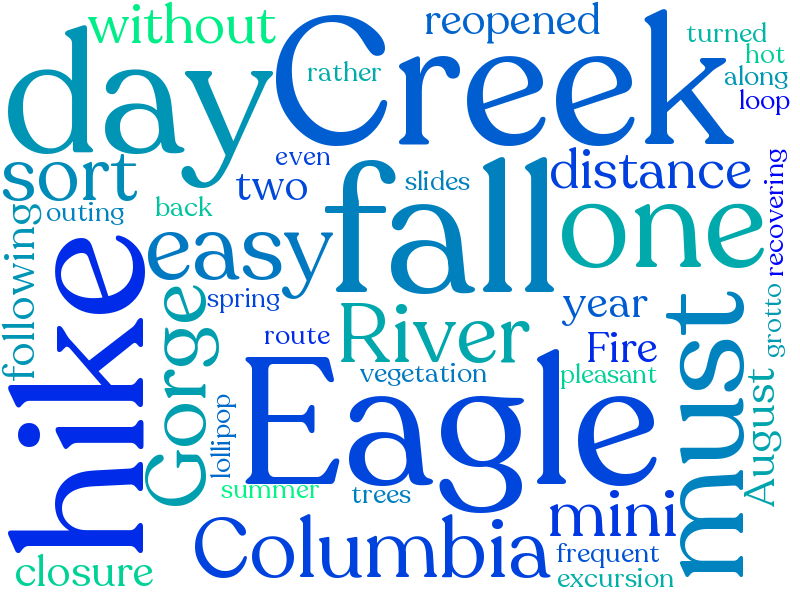 without
reopened
turned
hot
along
loop
day
Creek
rather
even
sort
two
slides
distance
outing
back
fall
one
recovering
following
easy
spring
year
hike
Gorge
route
River
Fire
must
grotto
vegetation
pleasant
Eagle
August
lollipop
summer
trees
mini
Columbia
frequent
closure
excursion